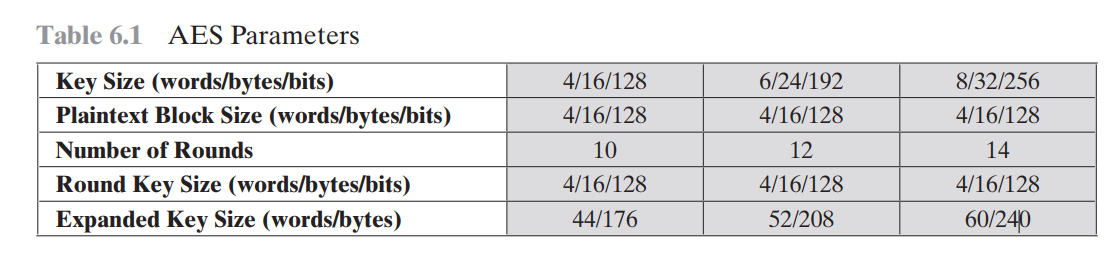 Table 6.1 AES Parameters
Key Size (words/bytes/bits) 4/16/128 6/24/192 8/32/256
Plaintext Block Size (words/bytes/bits) 4/16/128 4/16/128 4/16/128
Number of Rounds 10 12 14
Round Key Size (words/bytes/bits) 4/16/128 4/16/128 4/16/128
Expanded Key Size (words/bytes) 44/176 52/208 60/240